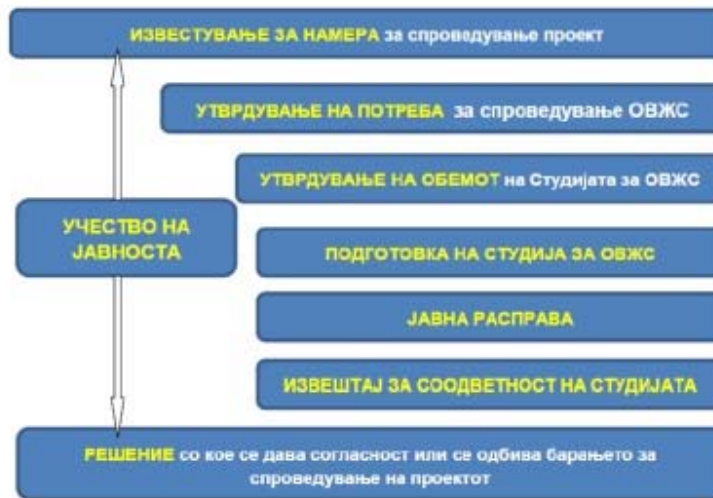 ИЗВЕСТУВАЊЕ ЗА НАМЕРА за спроведување проект
УТВРДУВАЊЕ НА ПОТРЕБА за спроведување ОВЖС
УТВРДУВАЊЕ НА ОБЕМОТ на Студијата за ОВЖС
УЧЕСТВО НА
ЈАВНОСТА
ПОДГОТОВКА НА СТУДИЈА ЗА ОВЖС
ЈАВНА РАСПРАВА
ИЗВЕШТАЈ ЗА СООДВЕТНОСТ НА СТУДИЈАТА
РЕШЕНИЕ со кое се дава согласност или се одбива барањето за
спроведување на проектот